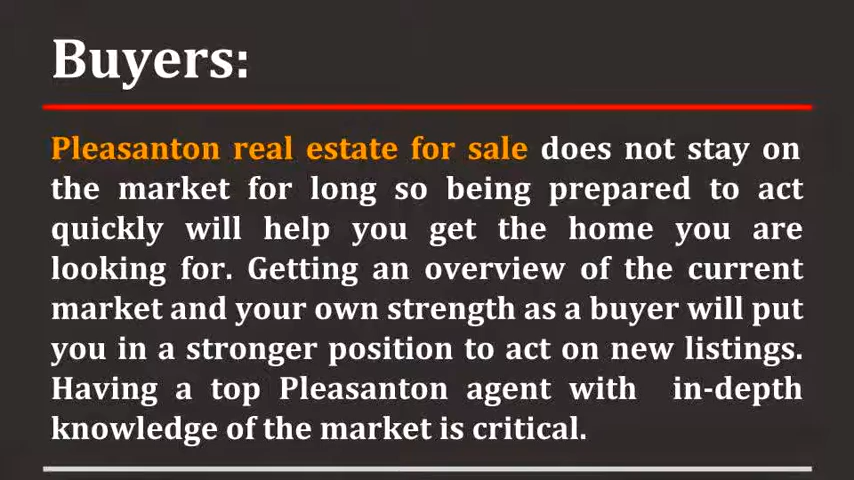 Buyers:
Pleasanton real estate for sale does not stay on
the market for long so being prepared to act
quickly will help you get the home you are
looking for. Getting an overview of the current
market and your own strength as a buyer will put
you in a stronger position to act on new listings.
Having a top Pleasanton agent with in-depth
knowledge of the market is critical.